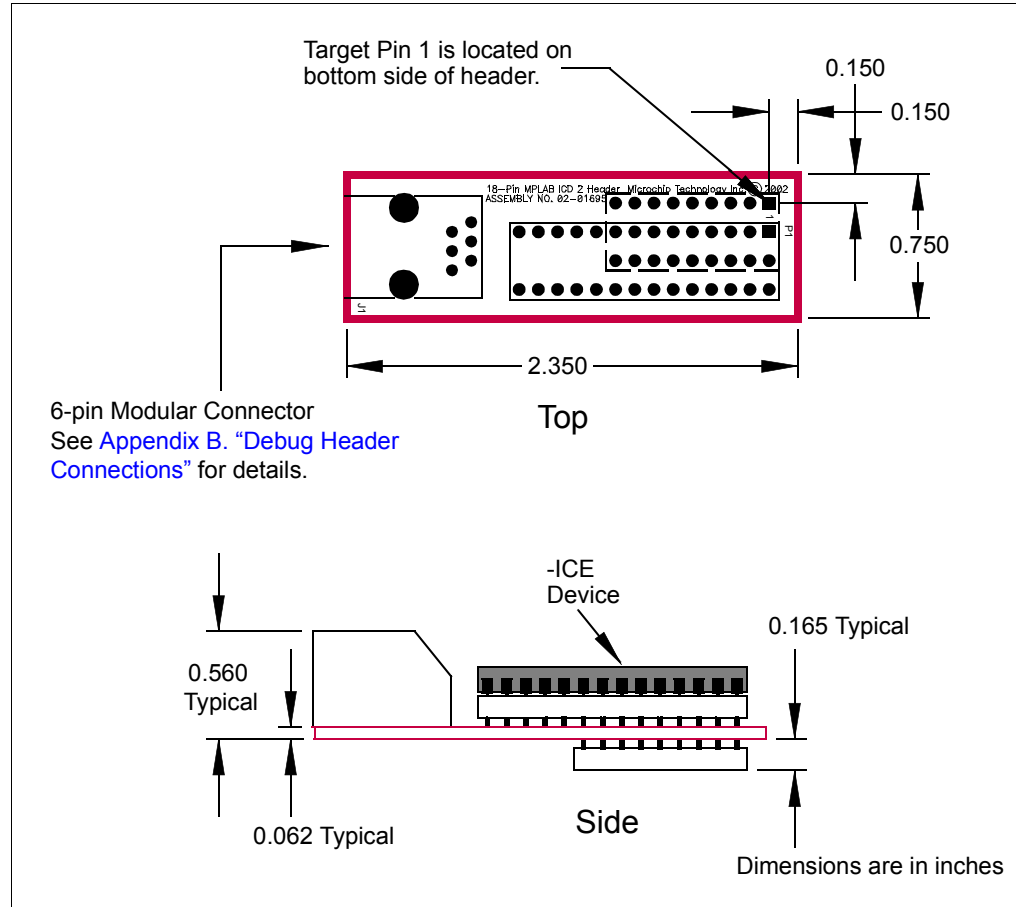 Target Pin 1 is located on
bottom side of header.
0.150
0.150
18-Pin MPLAB ICD 2 Header Microchip Technology Inc. © 2002
ASSEMBLY NO. 02-01695
1
P1
0.750
J1
2.350
6-pin Modular Connector
See Appendix B. “Debug Header
Connections” for details.
Top
-ICE
Device
0.165 Typical
0.560
Typical
0.062 Typical
Side
Dimensions are in inches